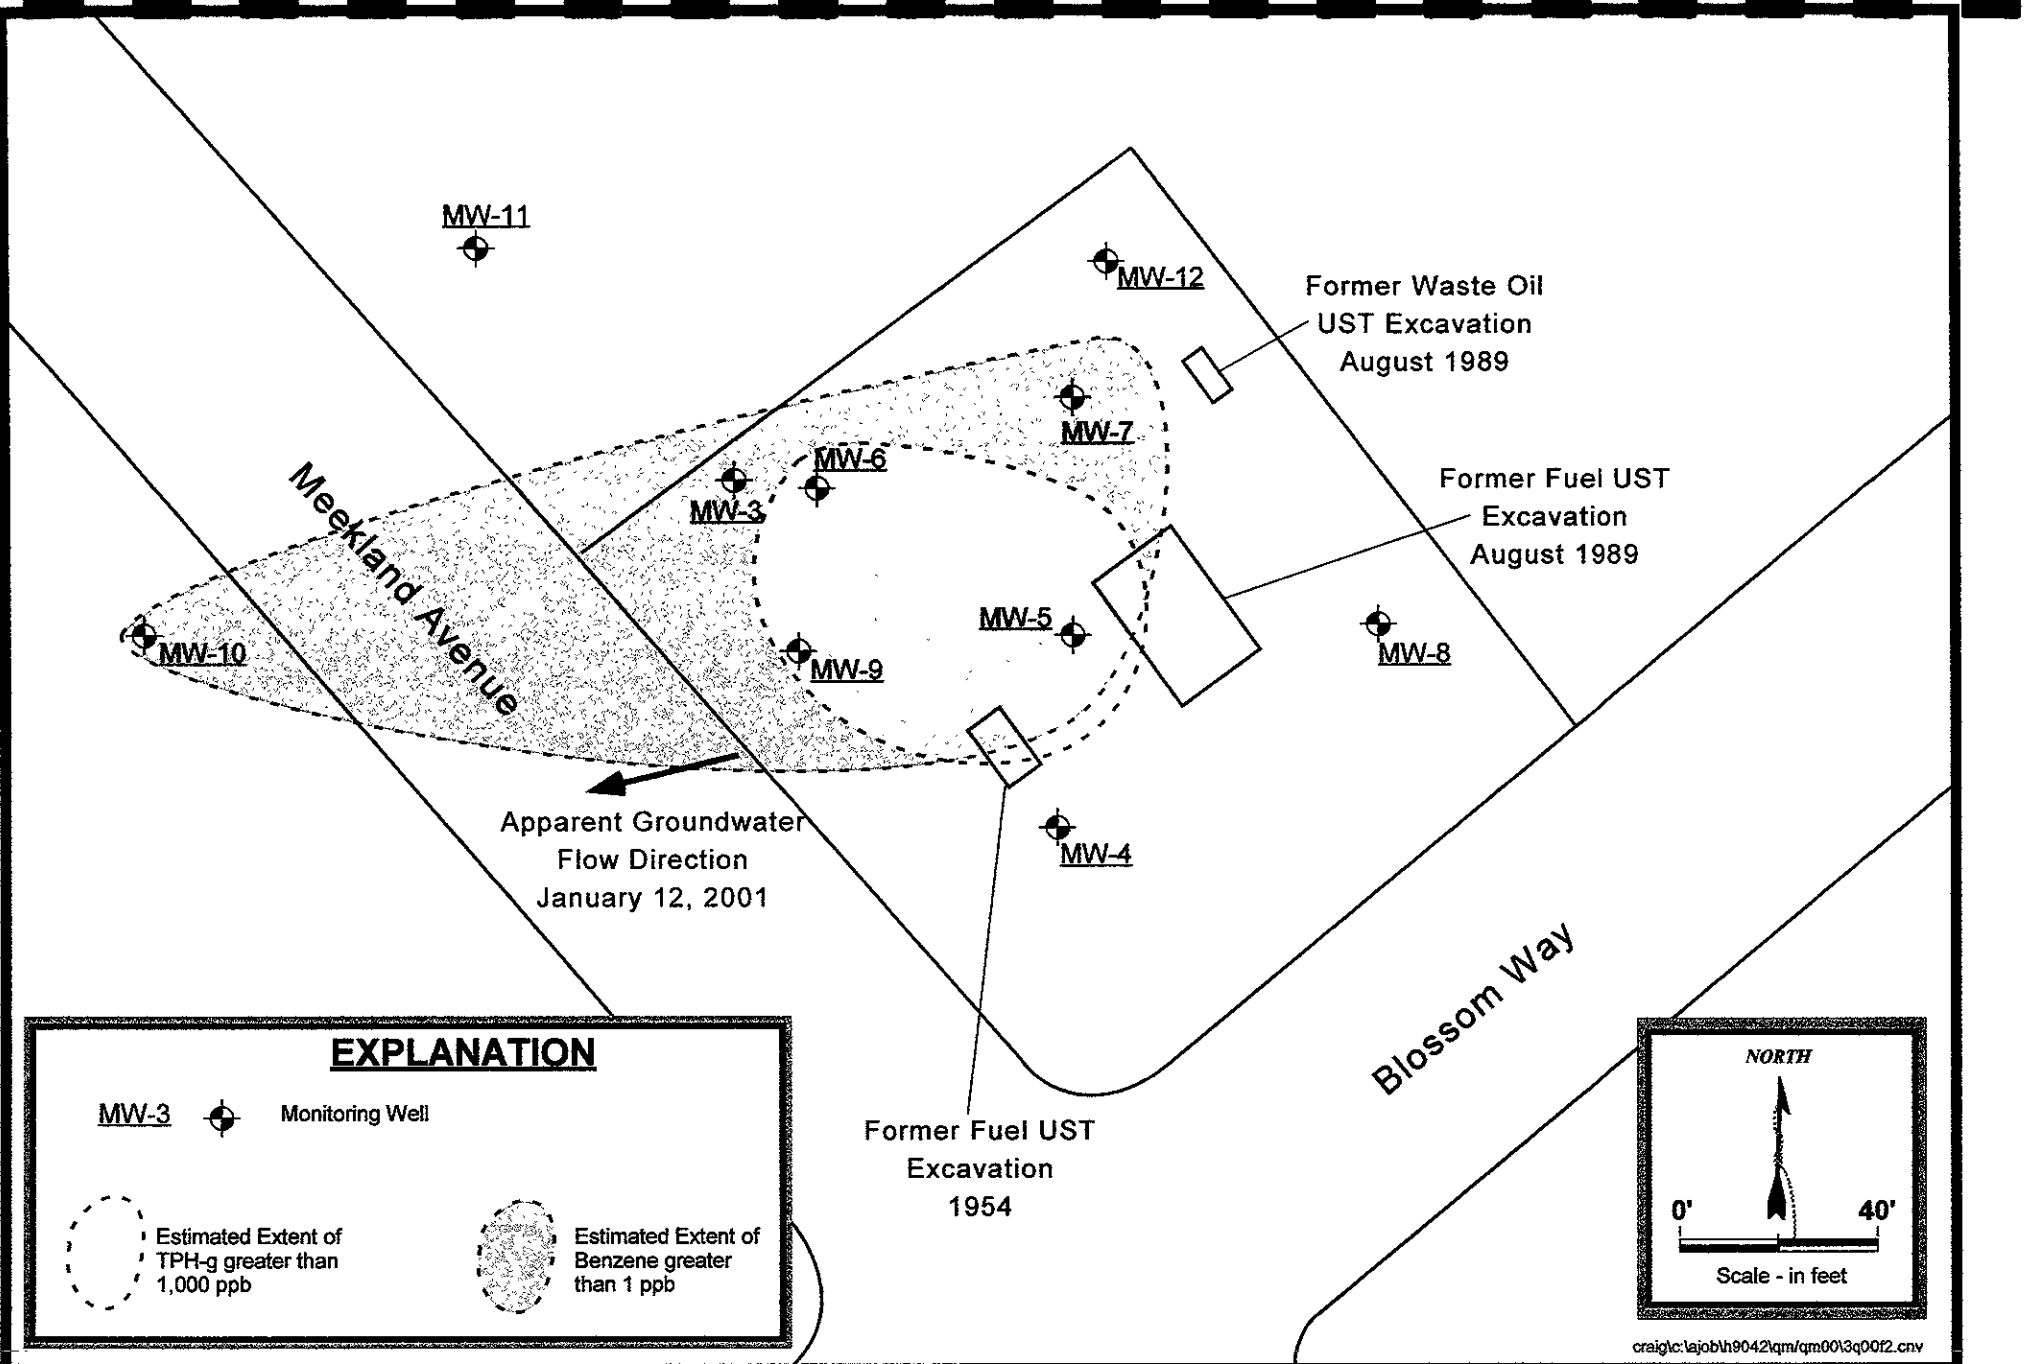 MW-11
MW-12
Former Waste Oil
UST Excavation
August 1989
MW-7
MW-6
MW-3
Former Fuel UST
Excavation
August 1989
Meekland Avenue
MW-5
MW-8
MW-10
MW-9
Apparent Groundwater
Flow Direction
January 12, 2001
MW-4
Blossom Way
Former Fuel UST
Excavation
1954
EXPLANATION
MW-3
Monitoring Well
Estimated Extent of
TPH-g greater than
1,000 ppb
Estimated Extent of
Benzene greater
than 1 ppb
NORTH
0'
40'
Scale - in feet
craig\c:\ajob\h9042\qm/qm00\3q00f2.cnv